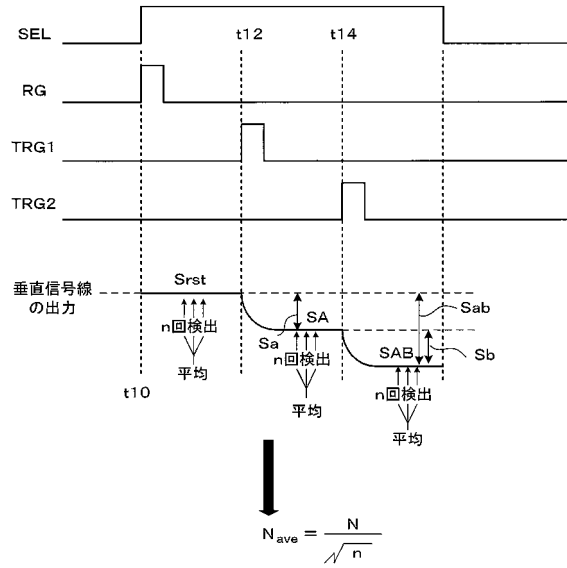 SEL
t12
t14
RG
TRG1
TRG2
垂直信号線
の出力
Srst
n回検出
平均
t10
Sa
SA
n回検出
平均
Sab
SAB
Sb
n回検出
平均
Nave = N / √n